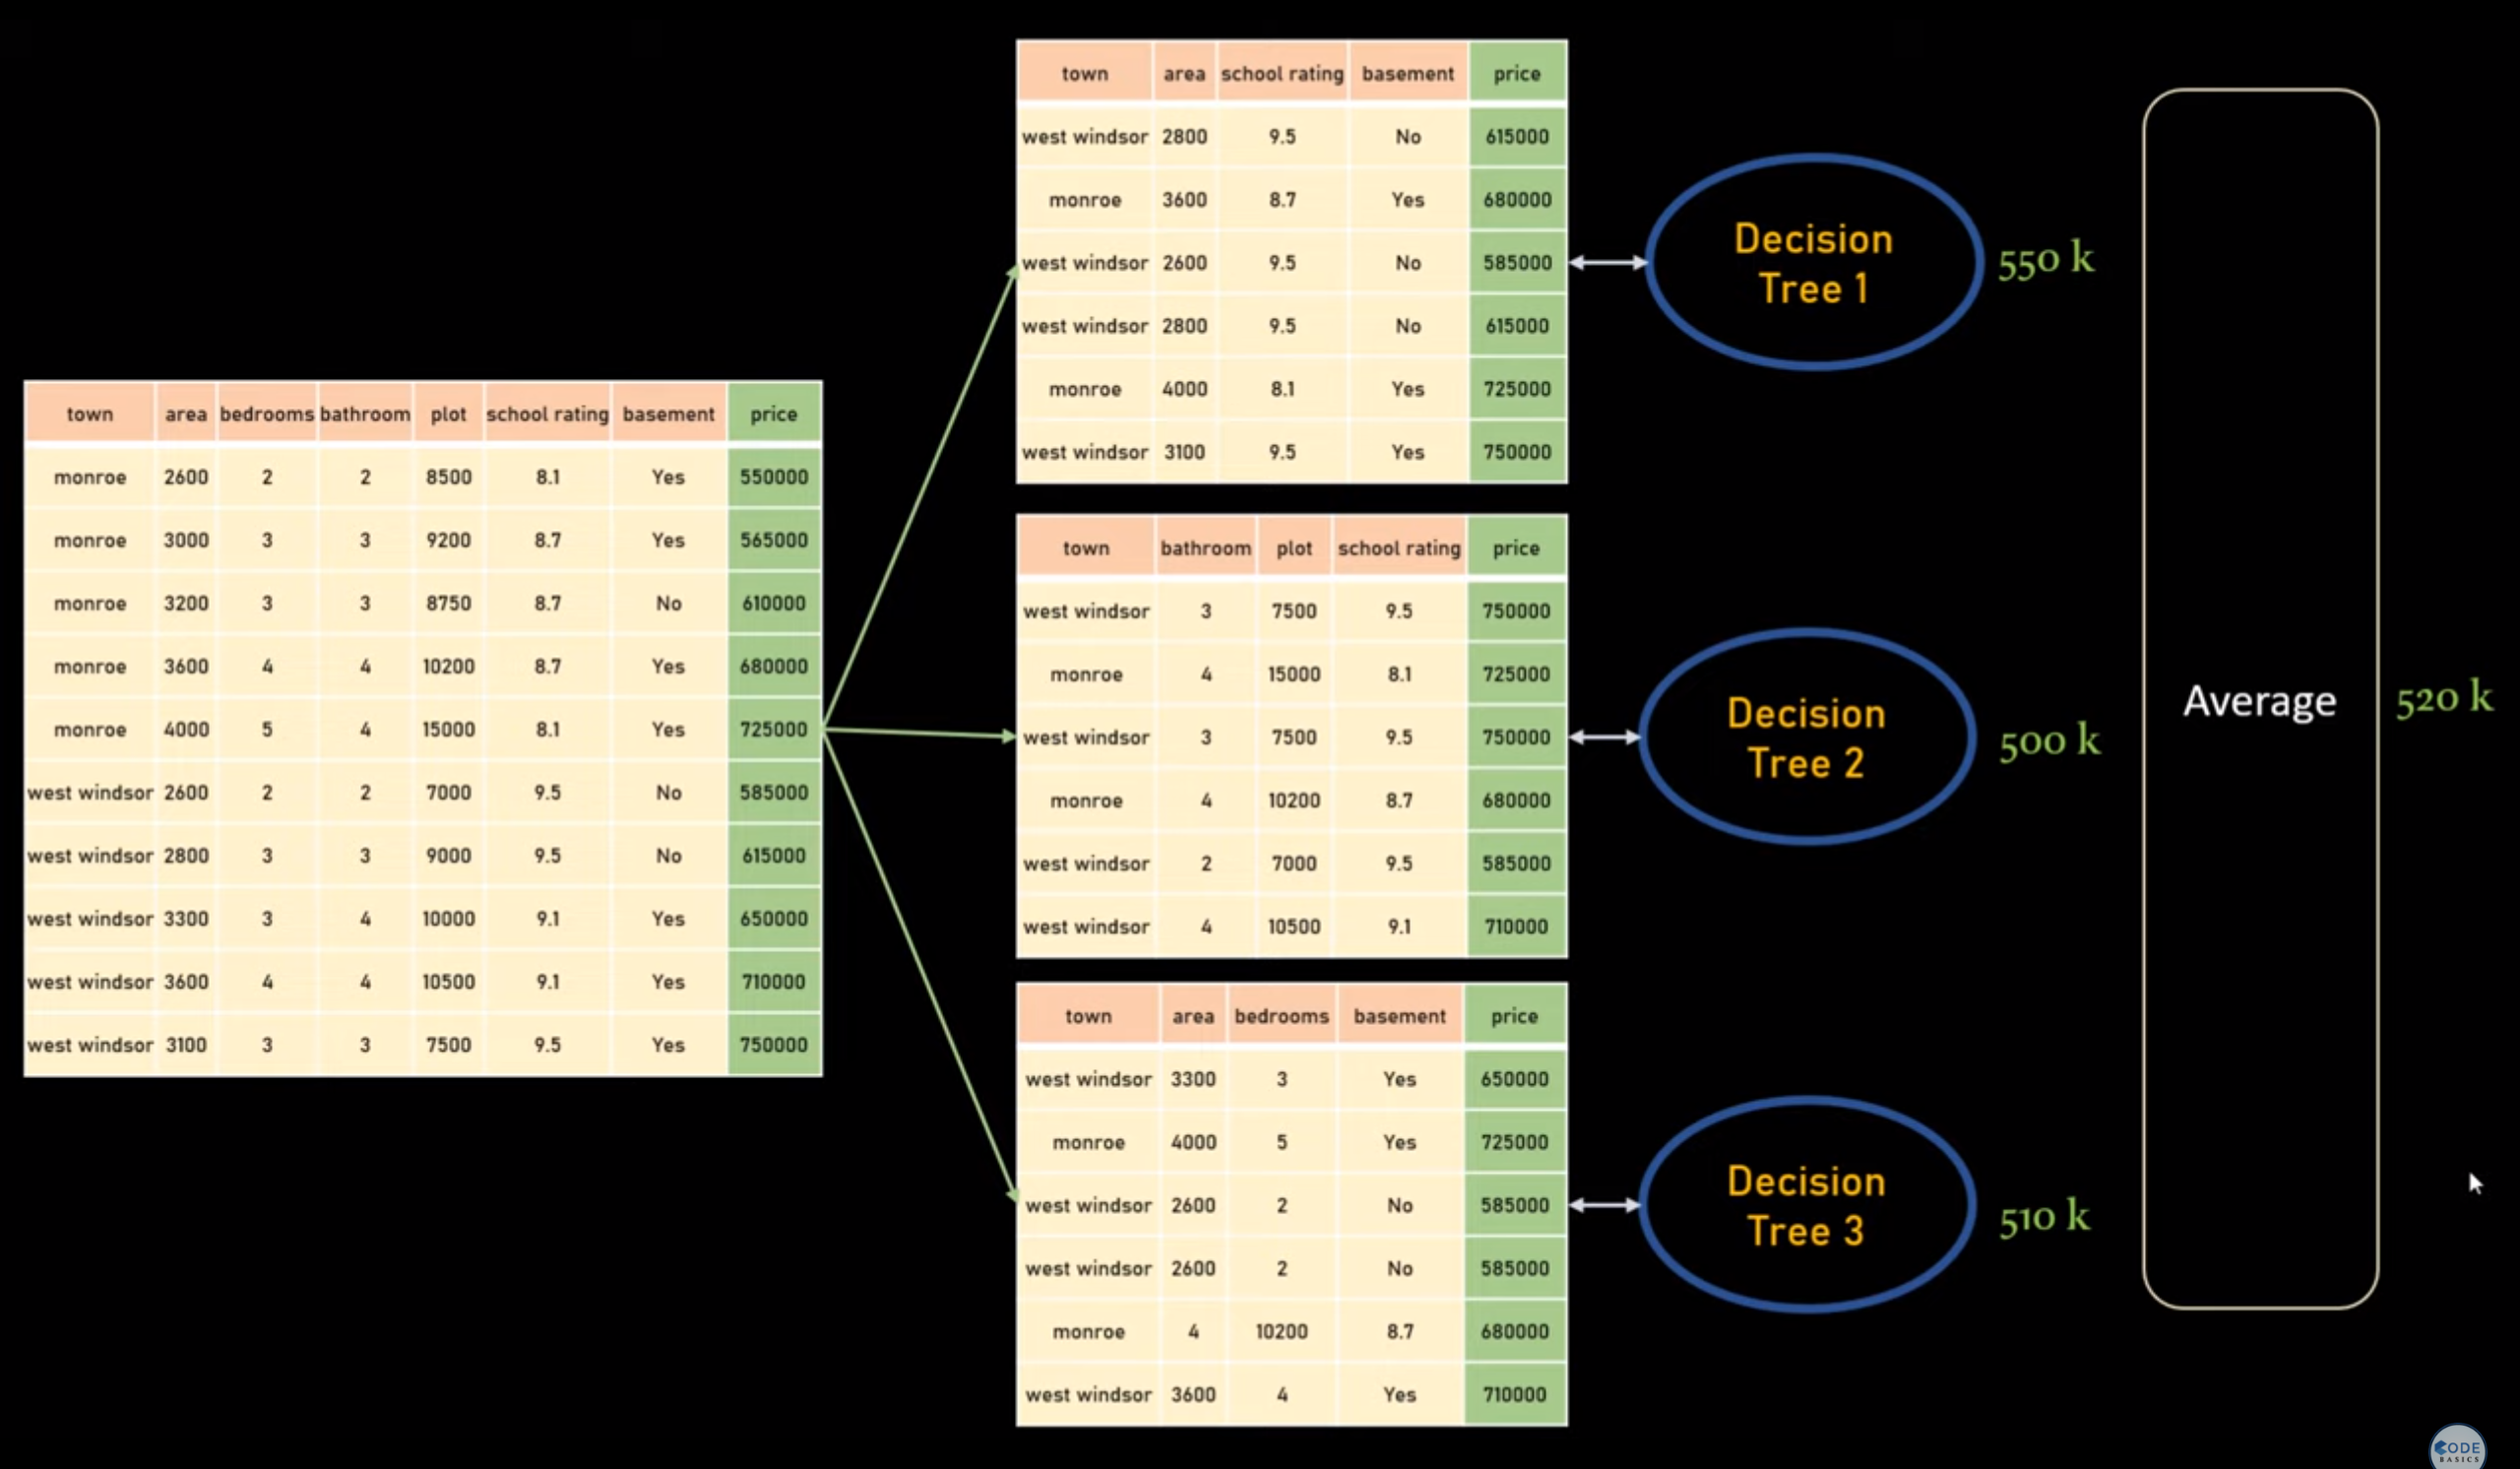 town area bedrooms bathroom plot school rating basement price
monroe 2600 2 2 8500 8.1 Yes 550000
monroe 3000 3 3 9200 8.7 Yes 565000
monroe 3200 3 3 8750 8.7 No 610000
monroe 3600 4 4 10200 8.7 Yes 680000
monroe 4000 5 4 15000 8.1 Yes 725000
west windsor 2600 2 2 7000 9.5 No 585000
west windsor 2800 3 3 9000 9.5 No 615000
west windsor 3300 3 4 10000 9.1 Yes 650000
west windsor 3600 4 4 10500 9.1 Yes 710000
west windsor 3100 3 3 7500 9.5 Yes 750000
town area school rating basement price
west windsor 2800 9.5 No 615000
monroe 3600 8.7 Yes 680000
west windsor 2600 9.5 No 585000
west windsor 2800 9.5 No 615000
monroe 4000 8.1 Yes 725000
west windsor 3100 9.5 Yes 750000
Decision
Tree 1
550 k
town bathroom plot school rating price
west windsor 3 7500 9.5 750000
monroe 4 15000 8.1 725000
west windsor 3 7500 9.5 750000
monroe 4 10200 8.7 680000
west windsor 2 7000 9.5 585000
west windsor 4 10500 9.1 710000
Decision
Tree 2
500 k
town area bedrooms basement price
west windsor 3300 3 Yes 650000
monroe 4000 5 Yes 725000
west windsor 2600 2 No 585000
west windsor 2600 2 No 585000
monroe 4 10200 8.7 680000
west windsor 3600 4 Yes 710000
Decision
Tree 3
510 k
Average
520 k
CODE
BASICS